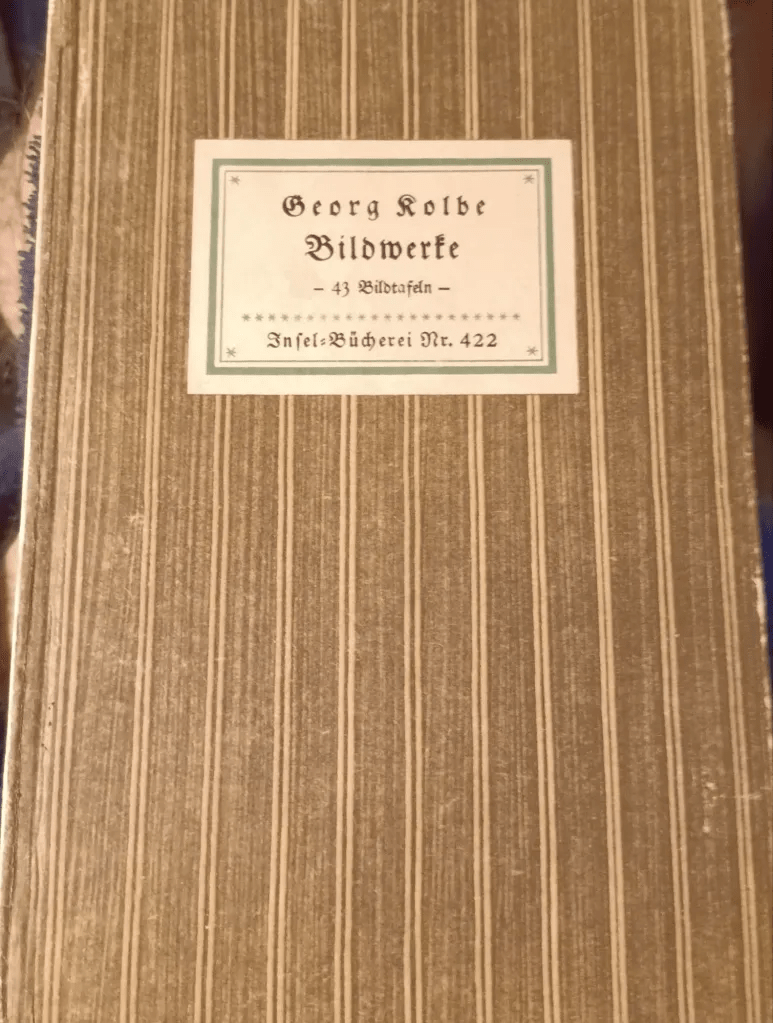 Georg Kolbe
Bildwerke
– 43 Bildtafeln –
Insel-Bücherei Nr. 422